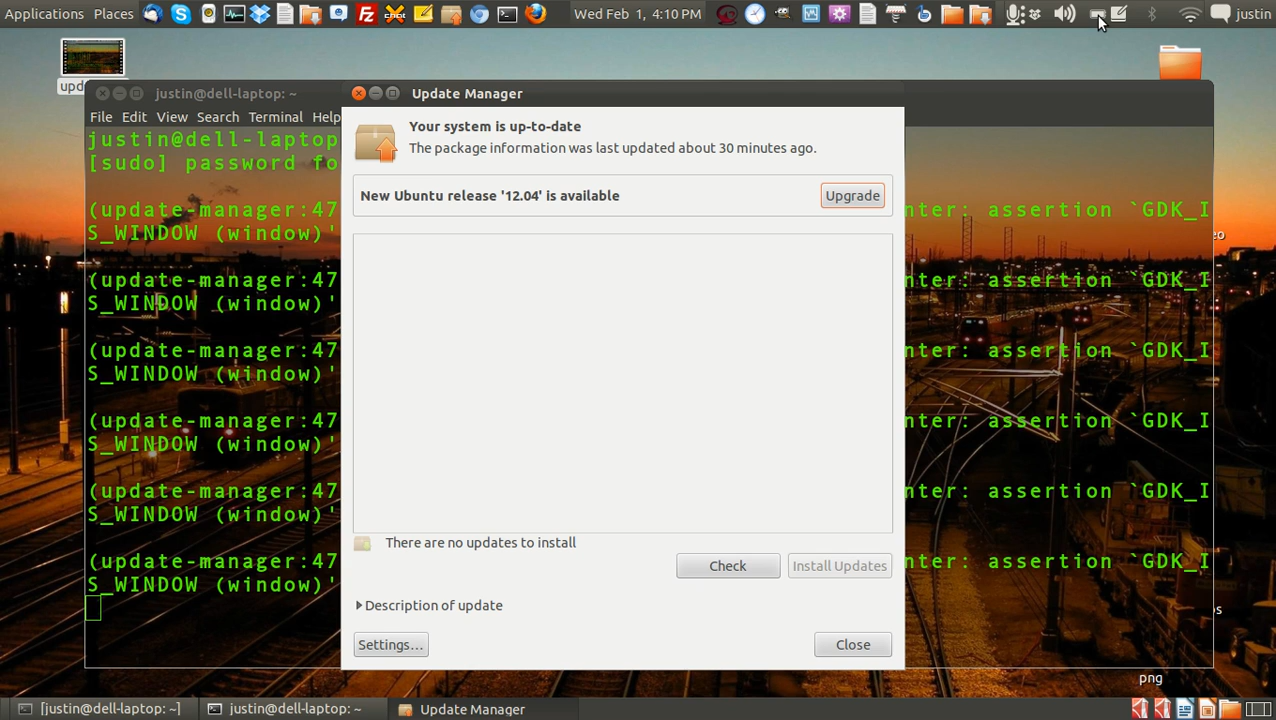 Applications Places Wed Feb 1, 4:10 PM justin
upd
justin@dell-laptop: ~
File Edit View Search Terminal Help
justin@dell-laptop
[sudo] password fo
(update-manager:47
S_WINDOW (window)'
(update-manager:47
S_WINDOW (window)'
(update-manager:47
S_WINDOW (window)'
(update-manager:47
S_WINDOW (window)'
(update-manager:47
S_WINDOW (window)'
(update-manager:47
S_WINDOW (window)'
Update Manager
Your system is up-to-date
The package information was last updated about 30 minutes ago.
New Ubuntu release '12.04' is available
Upgrade
There are no updates to install
Check
Install Updates
Description of update
Settings...
Close
nter: assertion `GDK_I
nter: assertion `GDK_I
nter: assertion `GDK_I
nter: assertion `GDK_I
nter: assertion `GDK_I
nter: assertion `GDK_I
eo
os
png
[justin@dell-laptop: ~] justin@dell-laptop: ~ Update Manager